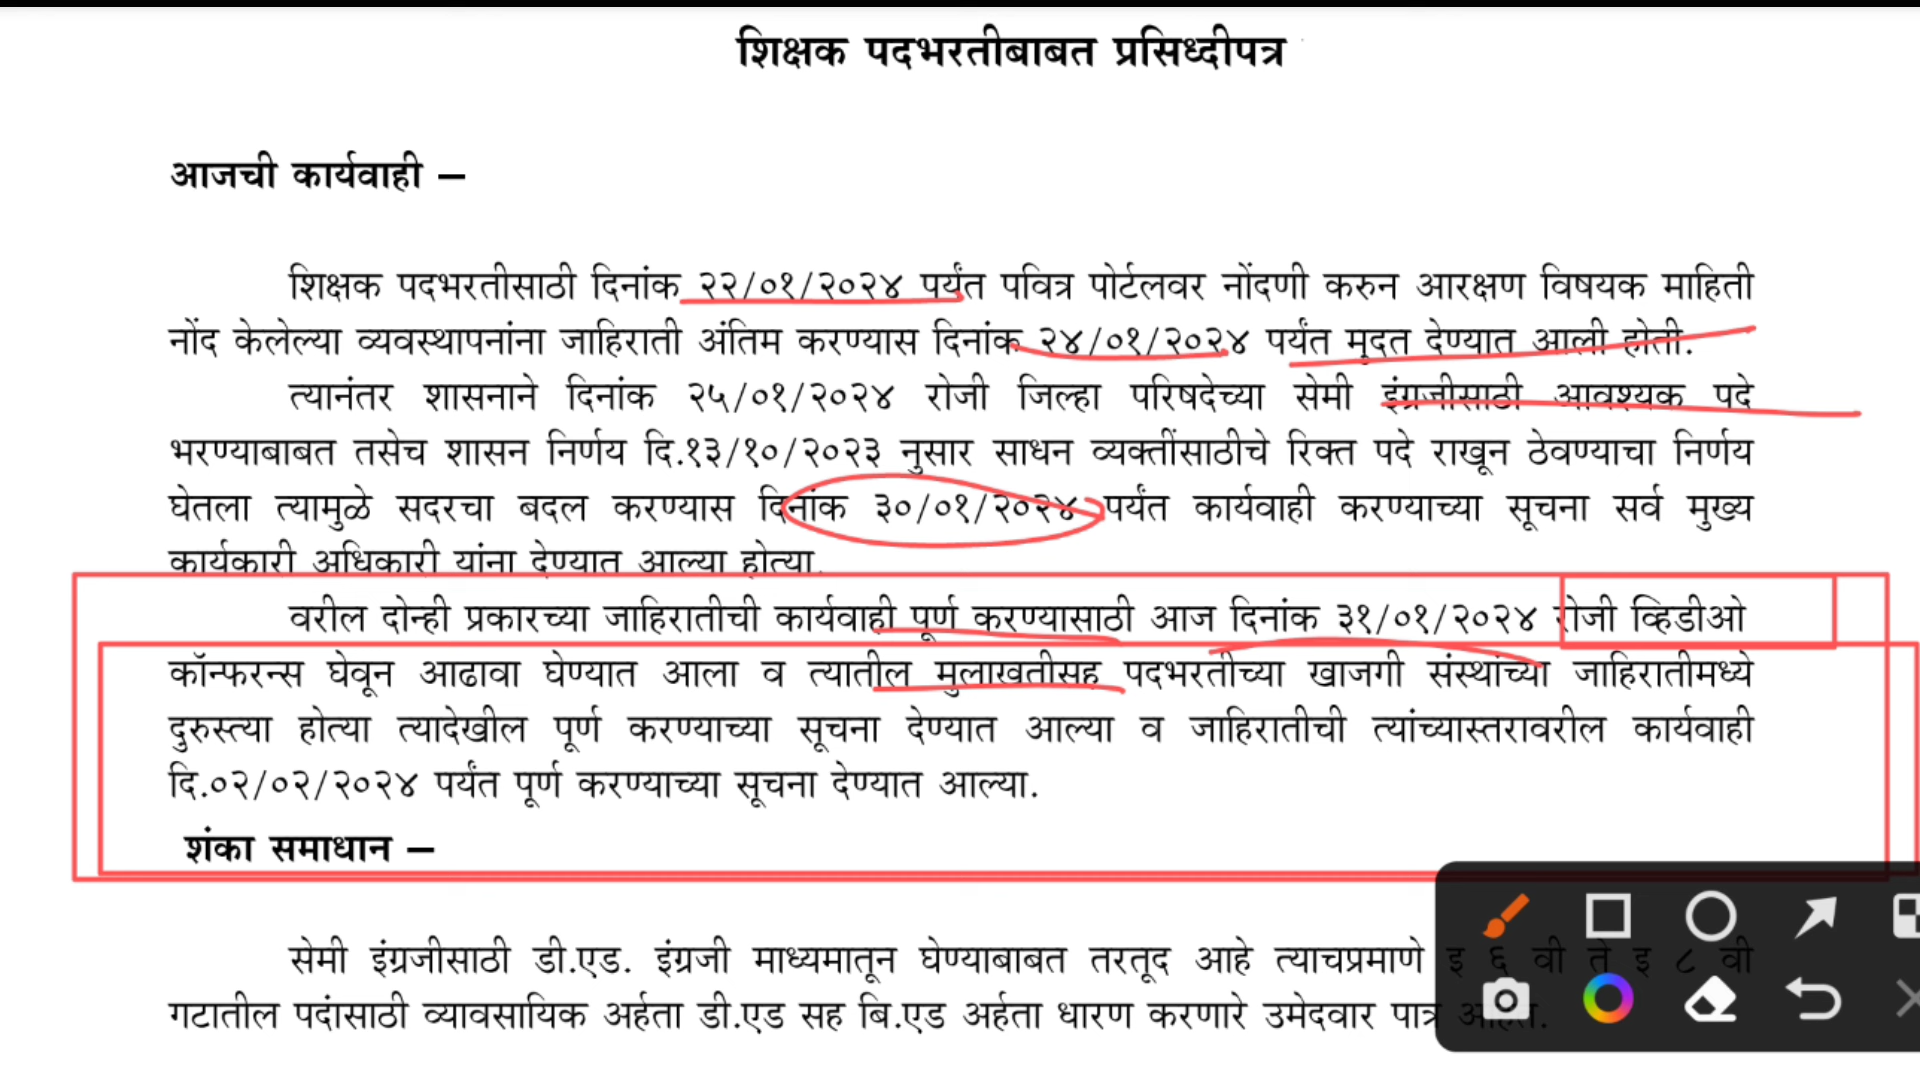 शिक्षक पदभरतीबाबत प्रसिध्दीपत्र
आजची कार्यवाही –
शिक्षक पदभरतीसाठी दिनांक २२/०१/२०२४ पर्यंत पवित्र पोर्टलवर नोंदणी करुन आरक्षण विषयक माहिती
नोंद केलेल्या व्यवस्थापनांना जाहिराती अंतिम करण्यास दिनांक २४/०१/२०२४ पर्यंत मुदत देण्यात आली होती.
त्यानंतर शासनाने दिनांक २५/०१/२०२४ रोजी जिल्हा परिषदेच्या सेमी इंग्रजीसाठी आवश्यक पदे
भरण्याबाबत तसेच शासन निर्णय दि.१३/१०/२०२३ नुसार साधन व्यक्तींसाठीचे रिक्त पदे राखून ठेवण्याचा निर्णय
घेतला त्यामुळे सदरचा बदल करण्यास दिनांक ३०/०१/२०२४ पर्यंत कार्यवाही करण्याच्या सूचना सर्व मुख्य
कार्यकारी अधिकारी यांना देण्यात आल्या होत्या.
वरील दोन्ही प्रकारच्या जाहिरातीची कार्यवाही पूर्ण करण्यासाठी आज दिनांक ३१/०१/२०२४ रोजी व्हिडीओ
कॉन्फरन्स घेवून आढावा घेण्यात आला व त्यातील मुलाखतीसह पदभरतीच्या खाजगी संस्थांच्या जाहिरातीमध्ये
दुरुस्त्या होत्या त्यादेखील पूर्ण करण्याच्या सूचना देण्यात आल्या व जाहिरातीची त्यांच्यास्तरावरील कार्यवाही
दि.०२/०२/२०२४ पर्यंत पूर्ण करण्याच्या सूचना देण्यात आल्या.
शंका समाधान –
सेमी इंग्रजीसाठी डी.एड. इंग्रजी माध्यमातून घेण्याबाबत तरतूद आहे त्याचप्रमाणे इ ६ वी ते इ ८ वी
गटातील पदांसाठी व्यावसायिक अर्हता डी.एड सह बि.एड अर्हता धारण करणारे उमेदवार पात्र आहेत.